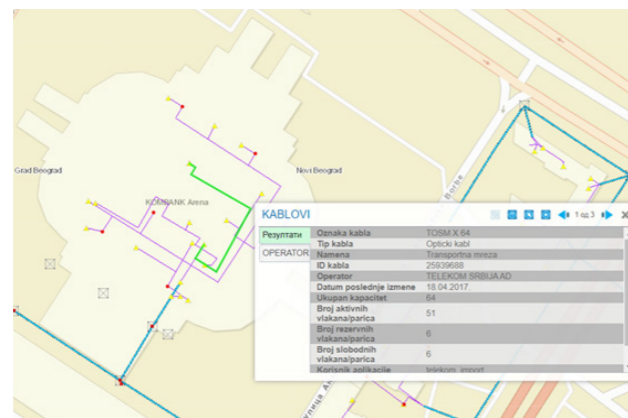 Grad Beograd
Novi Beograd
KOMBANK Arena
Borbe
KABLOVI
1 од 3
Резултати
OPERATOR
Oznaka kabla TOSM X 64
Tip kabla Opticki kabl
Namena Transportna mreza
ID kabla 25939688
Operator TELEKOM SRBIJA AD
Datum poslednje izmene 18.04.2017.
Ukupan kapacitet 64
Broj aktivnih
vlakana/parica 51
Broj rezervnih
vlakana/parica 6
Broj slobodnih
vlakana/parica 6
Korisnik aplikacije telekom_import
улица